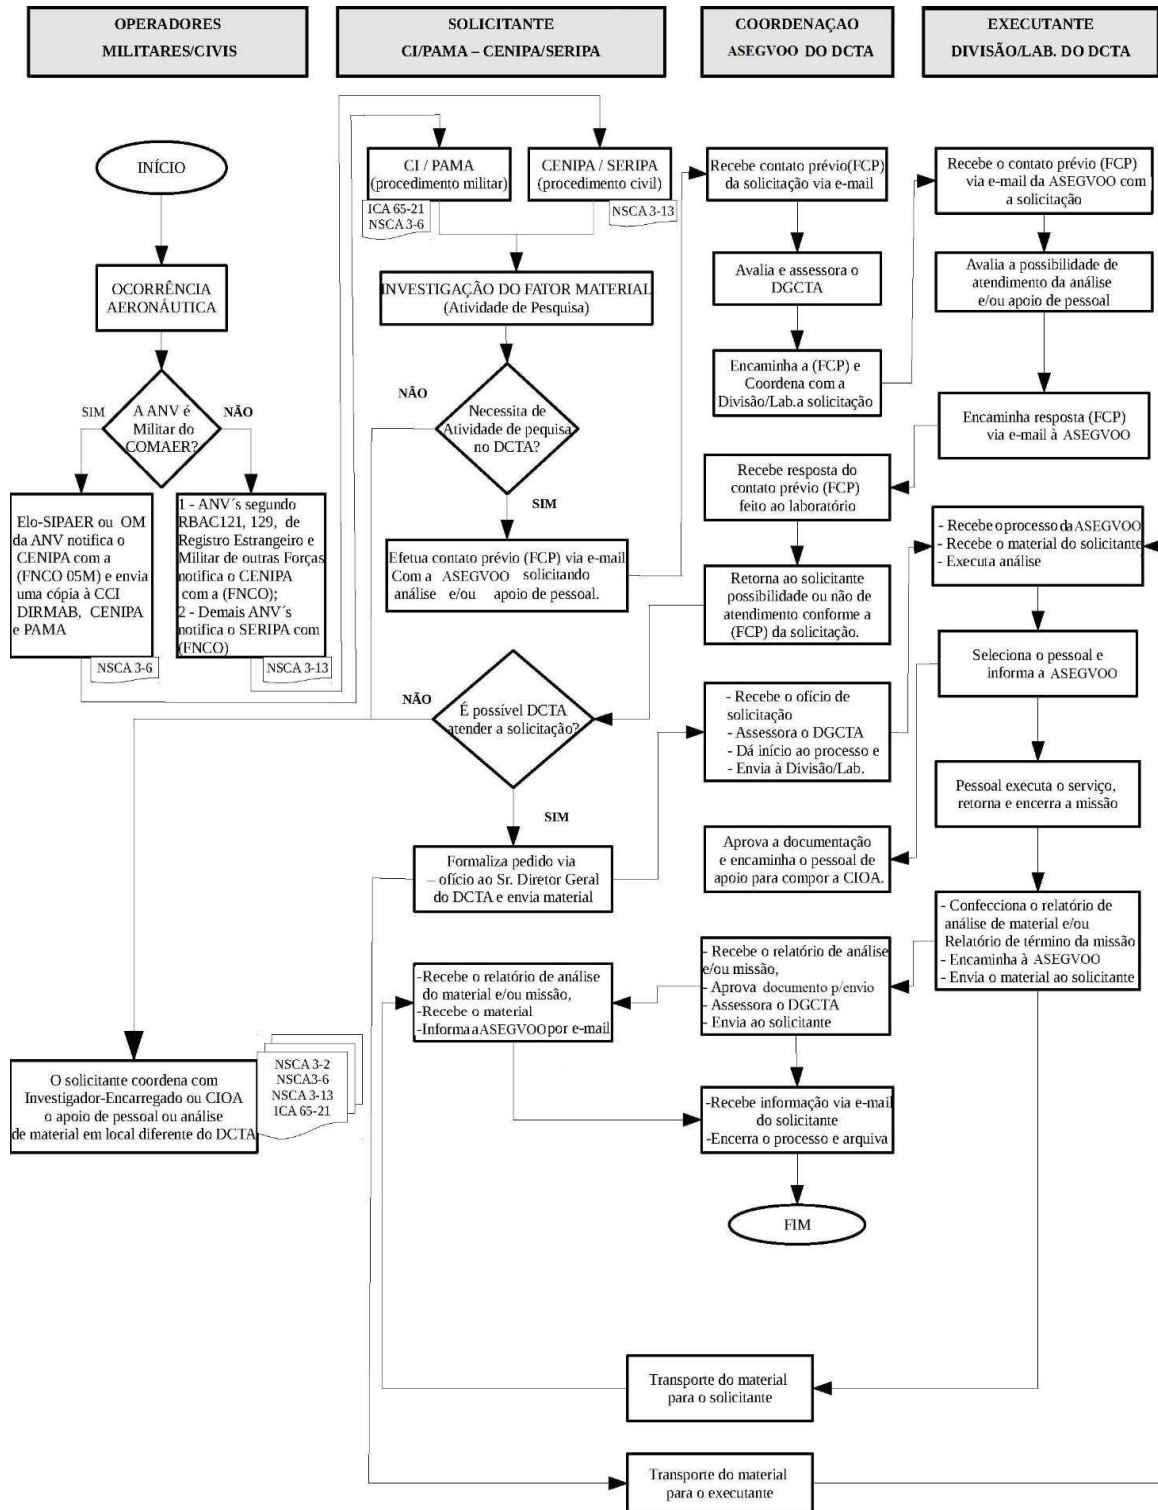 OPERADORES
MILITARES/CIVIS
SOLICITANTE
CI/PAMA – CENIPA/SERIPA
COORDENAÇAO
ASEGVOO DO DCTA
EXECUTANTE
DIVISÃO/LAB. DO DCTA
INÍCIO
OCORRÊNCIA
AERONÁUTICA
A ANV é
Militar do
COMAER?
SIM
NÃO
Elo-SIPAER ou OM
da ANV notifica o
CENIPA com a
(FNCO 05M) e envia
uma cópia à CCI
DIRMAB, CENIPA
e PAMA
NSCA 3-6
1 - ANV´s segundo
RBAC121, 129, de
Registro Estrangeiro e
Militar de outras Forças
notifica o CENIPA
com a (FNCO);
2 - Demais ANV´s
notifica o SERIPA com
(FNCO)
NSCA 3-13
CI / PAMA
(procedimento militar)
ICA 65-21
NSCA 3-6
CENIPA / SERIPA
(procedimento civil)
NSCA 3-13
INVESTIGAÇÃO DO FATOR MATERIAL
(Atividade de Pesquisa)
NÃO
Necessita de
Atividade de pequisa
no DCTA?
SIM
Efetua contato prévio (FCP) via e-mail
Com a ASEGVOO solicitando
análise e/ou apoio de pessoal.
NÃO
É possível DCTA
atender a solicitação?
SIM
Formaliza pedido via
– ofício ao Sr. Diretor Geral
do DCTA e envia material
-Recebe o relatório de análise
do material e/ou missão,
-Recebe o material
-Informa a ASEGVOO por e-mail
O solicitante coordena com
Investigador-Encarregado ou CIOA
o apoio de pessoal ou análise
de material em local diferente do DCTA
NSCA 3-2
NSCA3-6
NSCA 3-13
ICA 65-21
Recebe contato prévio(FCP)
da solicitação via e-mail
Avalia e assessora o
DGCTA
Encaminha a (FCP) e
Coordena com a
Divisão/Lab.a solicitação
Recebe resposta do
contato prévio (FCP)
feito ao laboratório
Retorna ao solicitante
possibilidade ou não de
atendimento conforme a
(FCP) da solicitação.
- Recebe o ofício de
solicitação
- Assessora o DGCTA
- Dá início ao processo e
- Envia à Divisão/Lab.
Aprova a documentação
e encaminha o pessoal de
apoio para compor a CIOA.
- Recebe o relatório de análise
e/ou missão,
- Aprova documento p/envio
- Assessora o DGCTA
- Envia ao solicitante
-Recebe informação via e-mail
do solicitante
-Encerra o processo e arquiva
FIM
Recebe o contato prévio (FCP)
via e-mail da ASEGVOO com
a solicitação
Avalia a possibilidade de
atendimento da análise
e/ou apoio de pessoal
Encaminha resposta (FCP)
via e-mail à ASEGVOO
- Recebe o processo da ASEGVOO
- Recebe o material do solicitante
- Executa análise
Seleciona o pessoal e
informa a ASEGVOO
Pessoal executa o serviço,
retorna e encerra a missão
- Confecciona o relatório de
análise de material e/ou
Relatório de término da missão
- Encaminha à ASEGVOO
- Envia o material ao solicitante
Transporte do material
para o solicitante
Transporte do material
para o executante